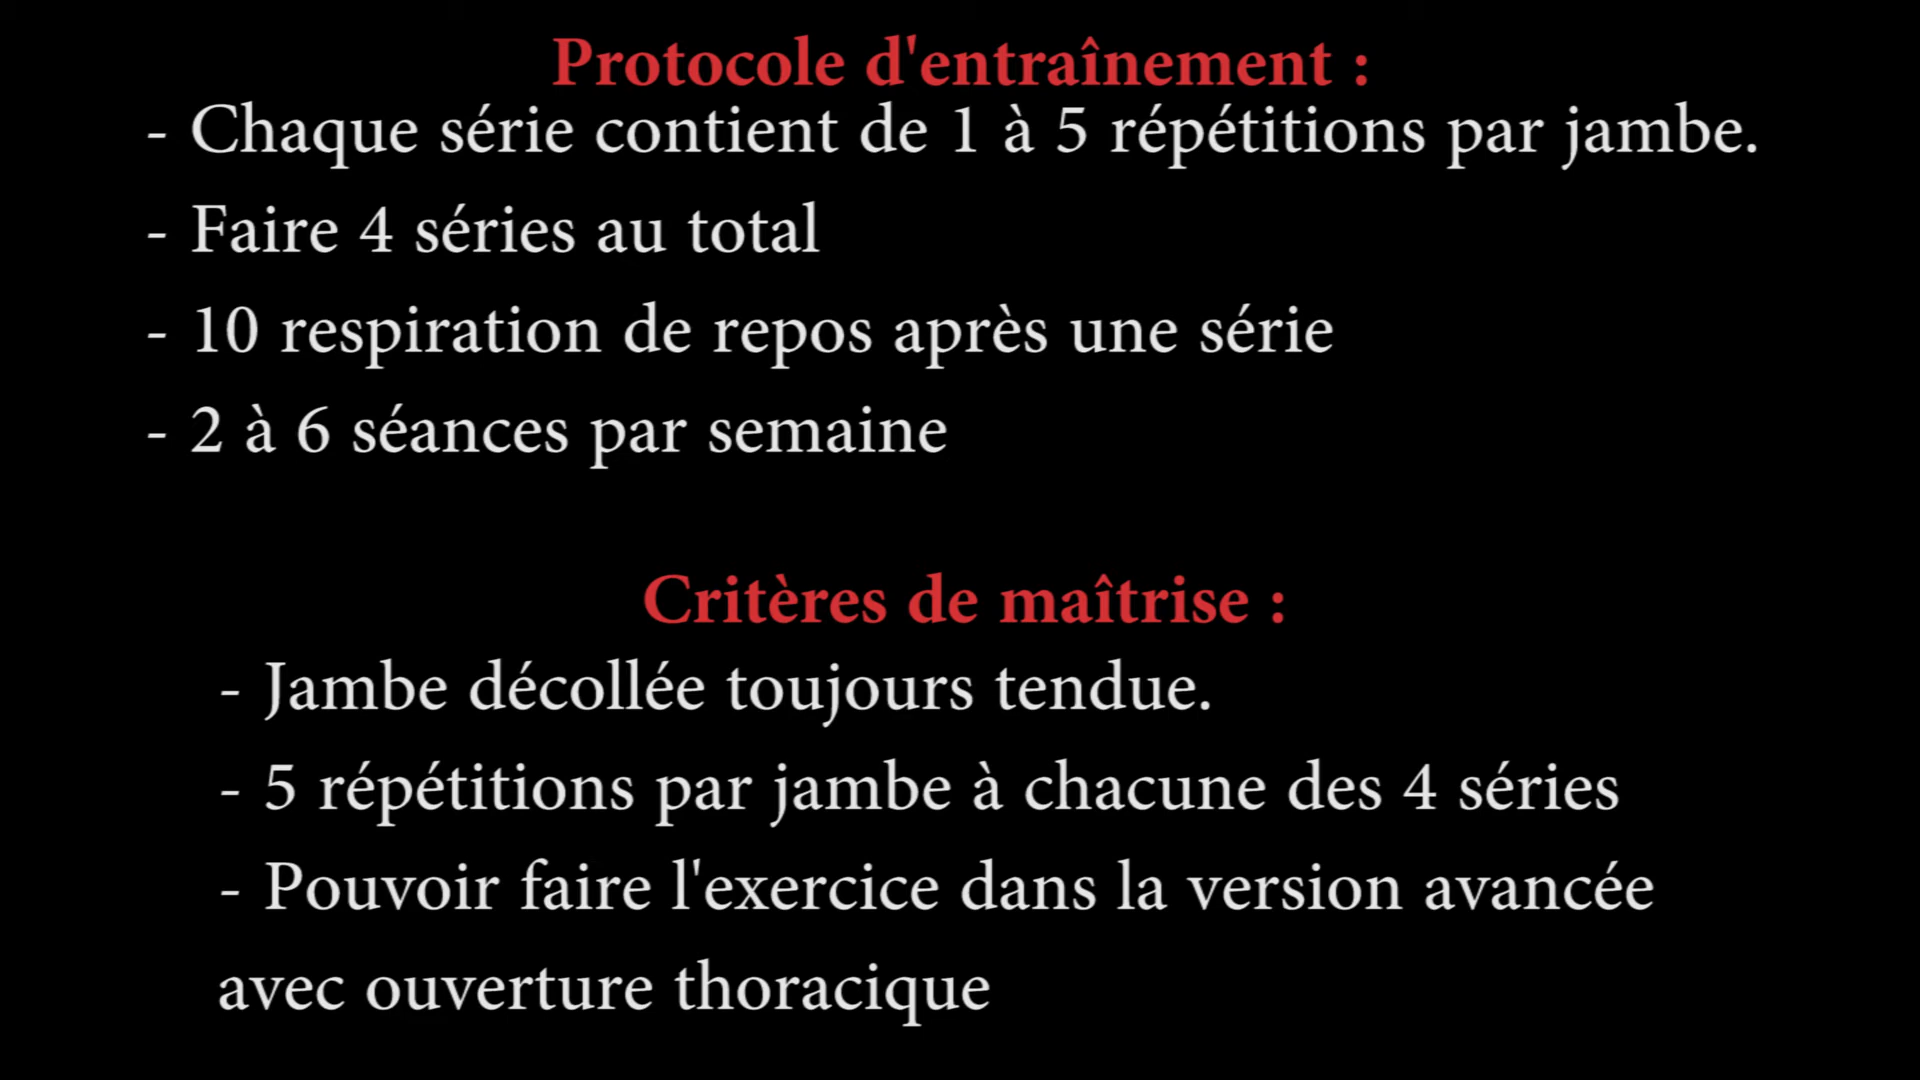 Protocole d'entraînement :
- Chaque série contient de 1 à 5 répétitions par jambe.
- Faire 4 séries au total
- 10 respiration de repos après une série
- 2 à 6 séances par semaine
Critères de maîtrise :
- Jambe décollée toujours tendue.
- 5 répétitions par jambe à chacune des 4 séries
- Pouvoir faire l'exercice dans la version avancée
avec ouverture thoracique